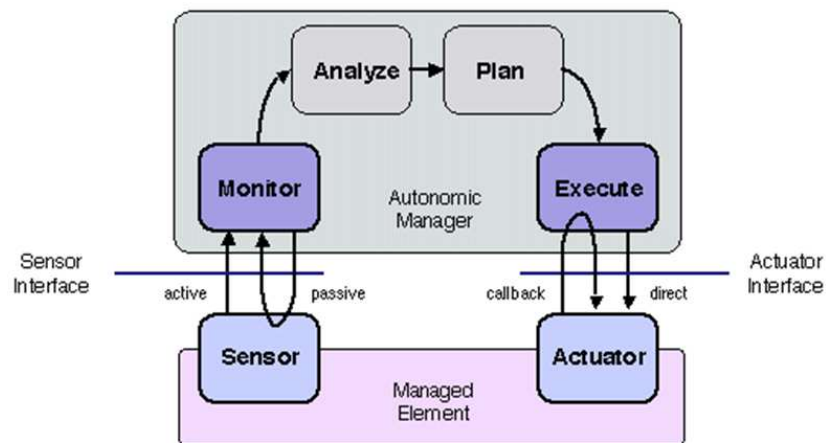 Analyze
Plan
Monitor
Execute
Autonomic
Manager
Sensor
Interface
active
passive
callback
direct
Actuator
Interface
Sensor
Actuator
Managed
Element